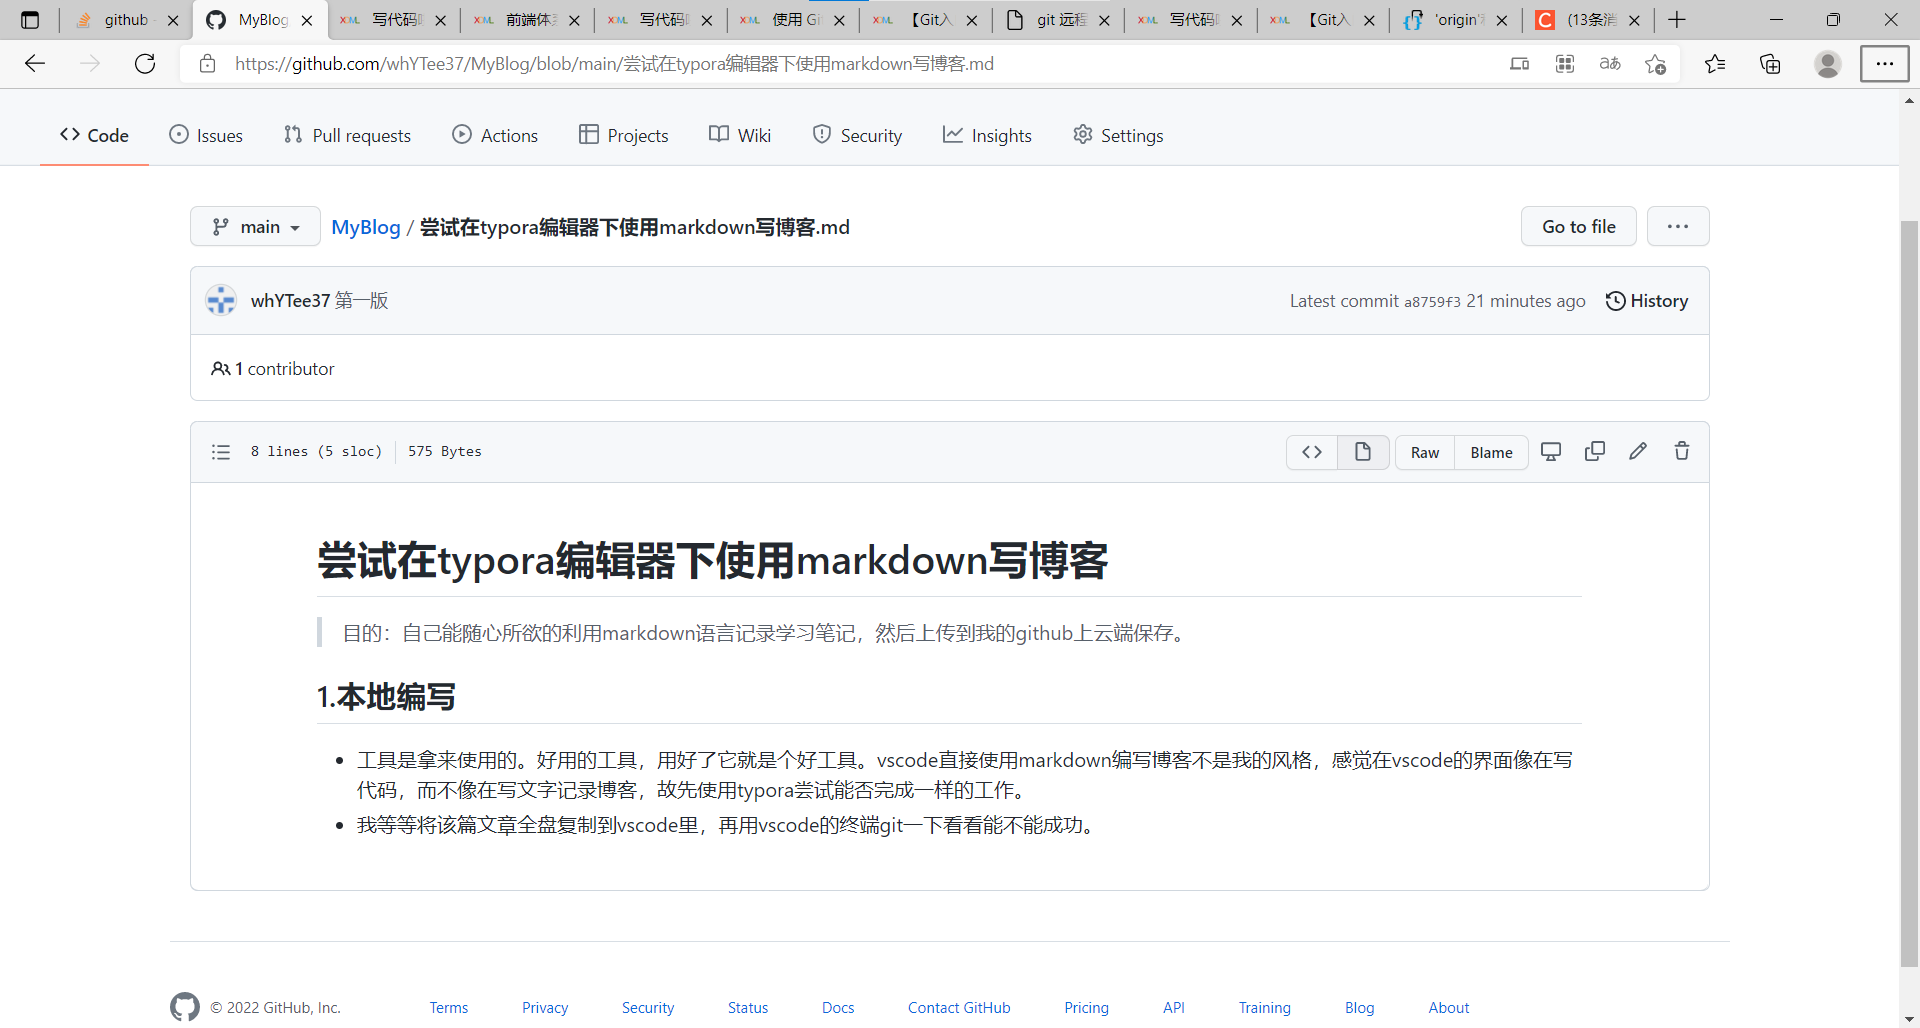 github
MyBlog
写代码
前端体
写代码
使用 Gi
【Git入
git 远程
写代码
【Git入
'origin'
(13条消
https://github.com/whYTee37/MyBlog/blob/main/尝试在typora编辑器下使用markdown写博客.md
Code
Issues
Pull requests
Actions
Projects
Wiki
Security
Insights
Settings
main
MyBlog / 尝试在typora编辑器下使用markdown写博客.md
Go to file
whYTee37 第一版
Latest commit a8759f3 21 minutes ago
History
1 contributor
8 lines (5 sloc)
575 Bytes
Raw
Blame
尝试在typora编辑器下使用markdown写博客
目的：自己能随心所欲的利用markdown语言记录学习笔记，然后上传到我的github上云端保存。
1.本地编写
• 工具是拿来使用的。好用的工具，用好了它就是个好工具。vscode直接使用markdown编写博客不是我的风格，感觉在vscode的界面像在写
代码，而不像在写文字记录博客，故先使用typora尝试能否完成一样的工作。
• 我等等将该篇文章全盘复制到vscode里，再用vscode的终端git一下看看能不能成功。
© 2022 GitHub, Inc.
Terms
Privacy
Security
Status
Docs
Contact GitHub
Pricing
API
Training
Blog
About